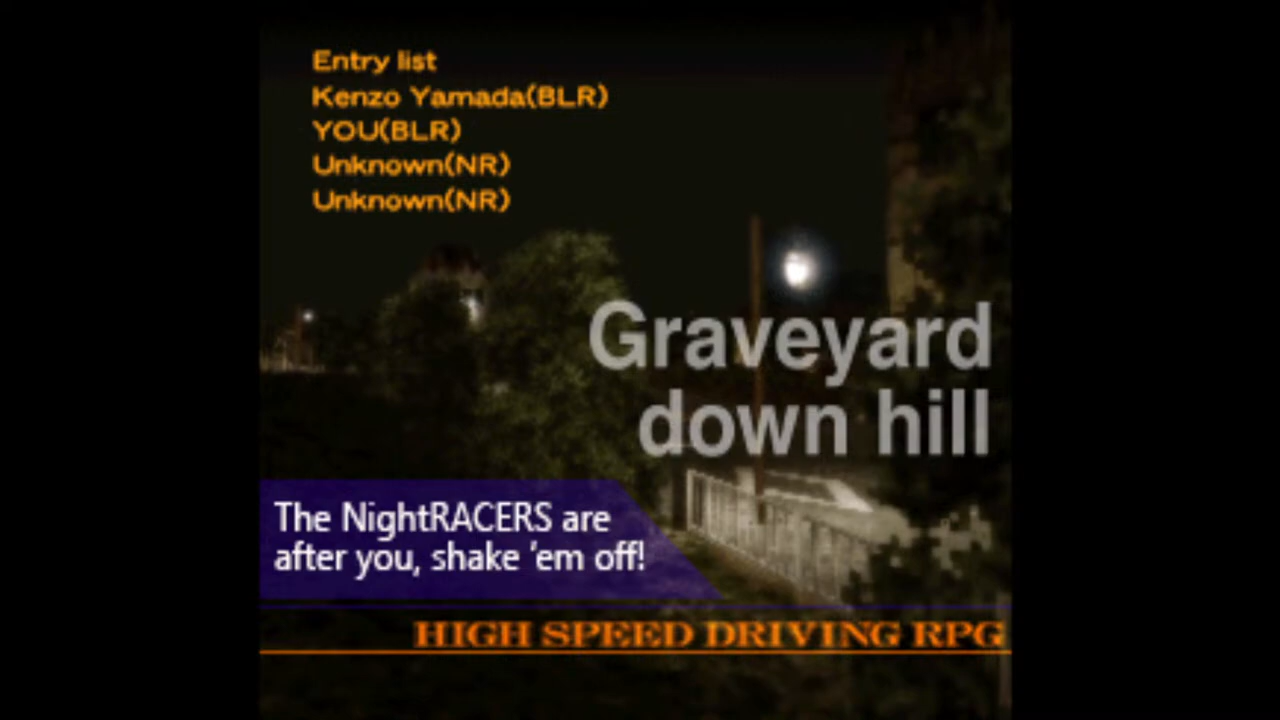 Entry list
Kenzo Yamada(BLR)
YOU(BLR)
Unknown(NR)
Unknown(NR)
Graveyard
down hill
The NightRACERS are
after you, shake 'em off!
HIGH SPEED DRIVING RPG